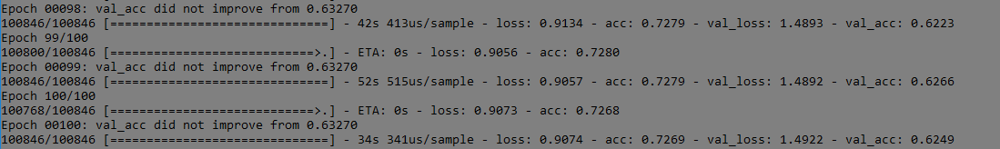 Epoch 00098: val_acc did not improve from 0.63270
100846/100846 [==============================] - 42s 413us/sample - loss: 0.9134 - acc: 0.7279 - val_loss: 1.4893 - val_acc: 0.6223
Epoch 99/100
100800/100846 [============================>.] - ETA: 0s - loss: 0.9056 - acc: 0.7280
Epoch 00099: val_acc did not improve from 0.63270
100846/100846 [==============================] - 52s 515us/sample - loss: 0.9057 - acc: 0.7279 - val_loss: 1.4892 - val_acc: 0.6266
Epoch 100/100
100768/100846 [============================>.] - ETA: 0s - loss: 0.9073 - acc: 0.7268
Epoch 00100: val_acc did not improve from 0.63270
100846/100846 [==============================] - 34s 341us/sample - loss: 0.9074 - acc: 0.7269 - val_loss: 1.4922 - val_acc: 0.6249